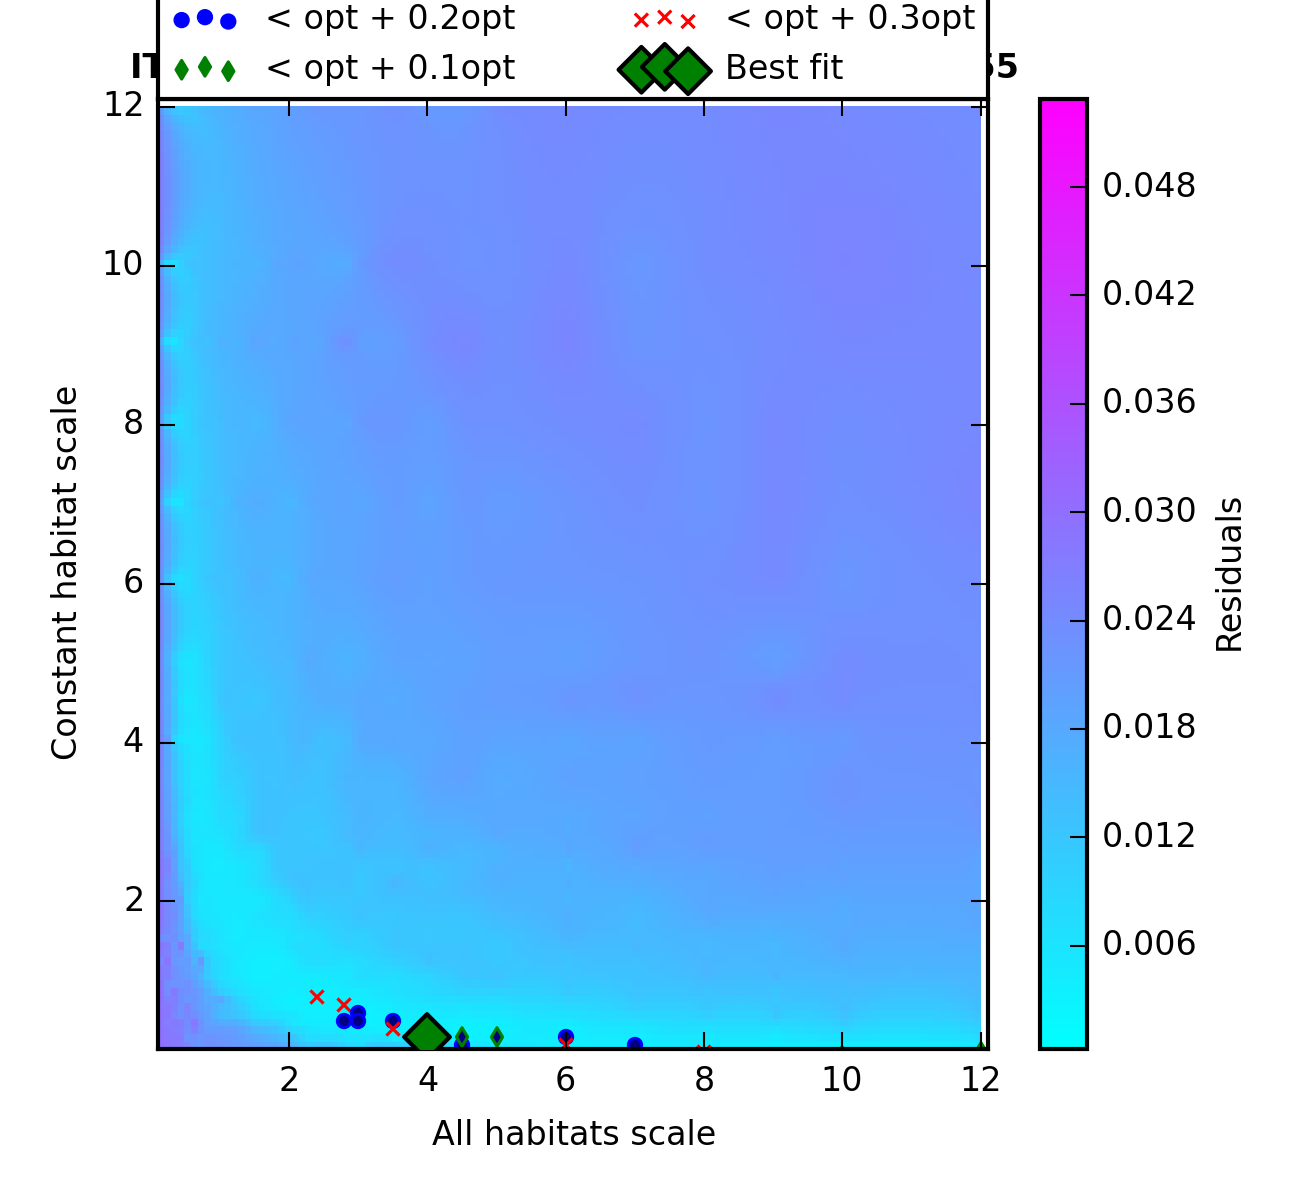 < opt + 0.2opt
< opt + 0.3opt
< opt + 0.1opt
Best fit
12
10
8
6
4
2
Constant habitat scale
2 4 6 8 10 12
All habitats scale
0.048
0.042
0.036
0.030
0.024
0.018
0.012
0.006
Residuals